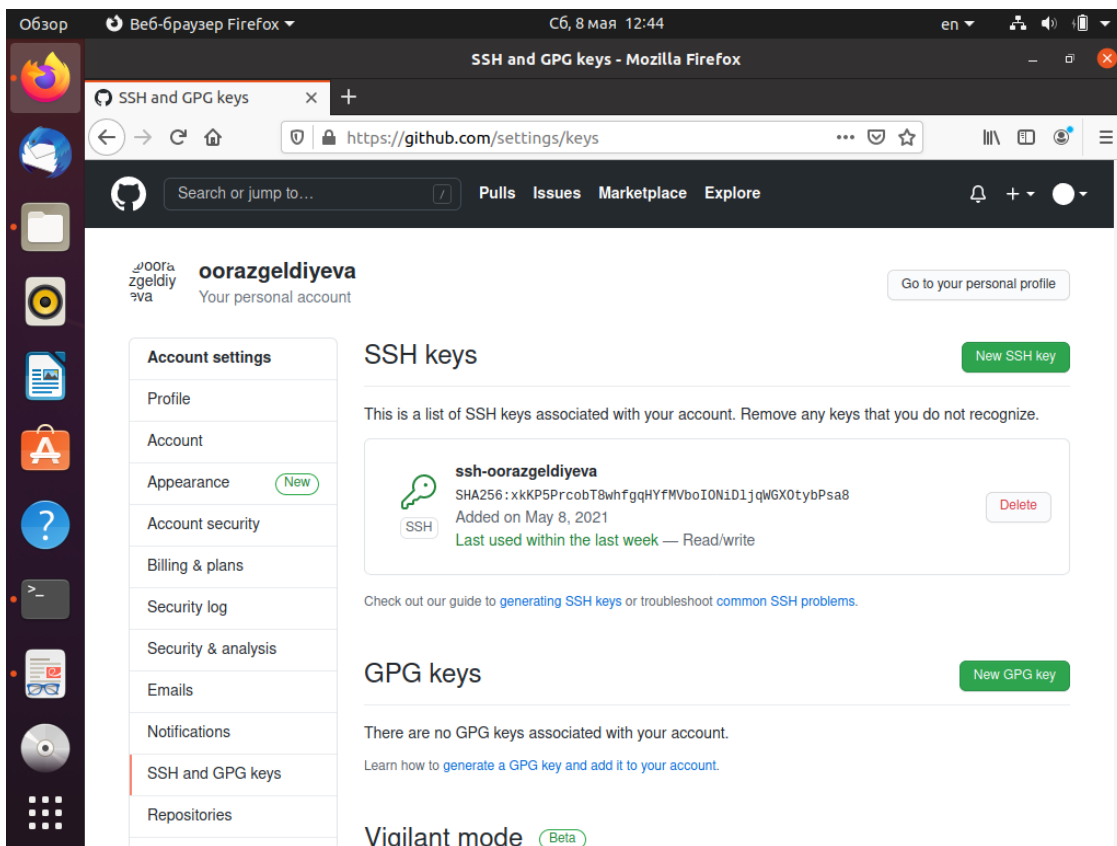 Обзор Веб-браузер Firefox Сб, 8 мая 12:44 en
SSH and GPG keys - Mozilla Firefox
SSH and GPG keys
https://github.com/settings/keys
Search or jump to… / Pulls Issues Marketplace Explore
oorazgeldiyeva
Your personal account
Go to your personal profile
Account settings
Profile
Account
Appearance New
Account security
Billing & plans
Security log
Security & analysis
Emails
Notifications
SSH and GPG keys
Repositories
SSH keys
New SSH key
This is a list of SSH keys associated with your account. Remove any keys that you do not recognize.
ssh-oorazgeldiyeva
SHA256:xkKP5PrcobT8whfgqHYfMVboIONiDljqWGXOtybPsa8
Added on May 8, 2021
Last used within the last week — Read/write
SSH
Delete
Check out our guide to generating SSH keys or troubleshoot common SSH problems.
GPG keys
New GPG key
There are no GPG keys associated with your account.
Learn how to generate a GPG key and add it to your account.
Vigilant mode Beta